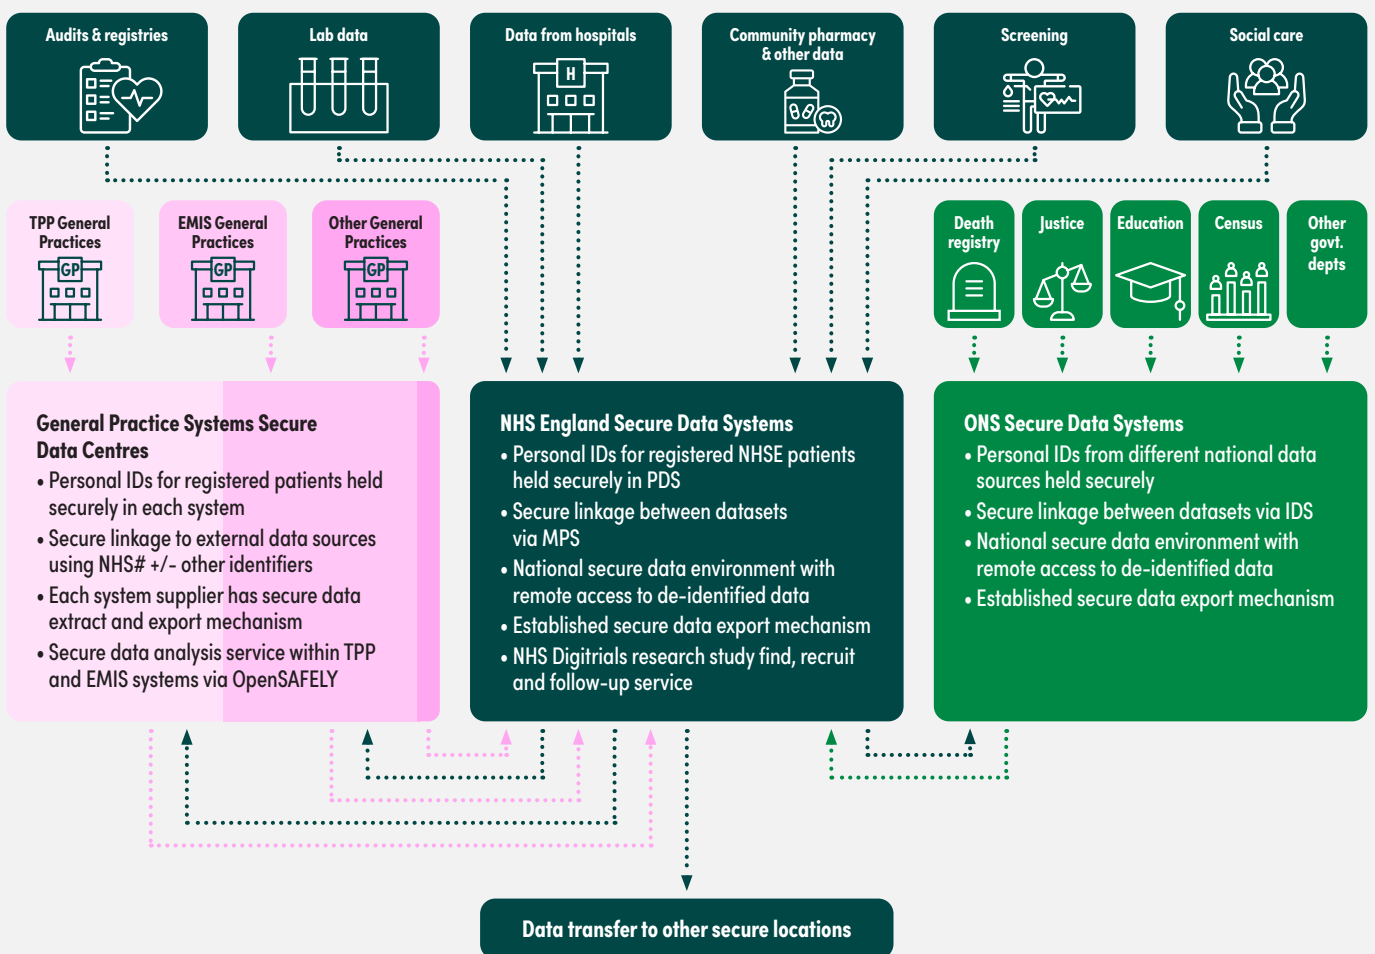 Audits & registries
Lab data
Data from hospitals
H
Community pharmacy
& other data
Screening
Social care
TPP General
Practices
GP
EMIS General
Practices
GP
Other General
Practices
GP
Death
registry
Justice
Education
Census
Other
govt.
depts
General Practice Systems Secure
Data Centres
• Personal IDs for registered patients held
securely in each system
• Secure linkage to external data sources
using NHS# +/- other identifiers
• Each system supplier has secure data
extract and export mechanism
• Secure data analysis service within TPP
and EMIS systems via OpenSAFELY
NHS England Secure Data Systems
• Personal IDs for registered NHSE patients
held securely in PDS
• Secure linkage between datasets
via MPS
• National secure data environment with
remote access to de-identified data
• Established secure data export mechanism
• NHS Digitrials research study find, recruit
and follow-up service
ONS Secure Data Systems
• Personal IDs from different national data
sources held securely
• Secure linkage between datasets via IDS
• National secure data environment with
remote access to de-identified data
• Established secure data export mechanism
Data transfer to other secure locations